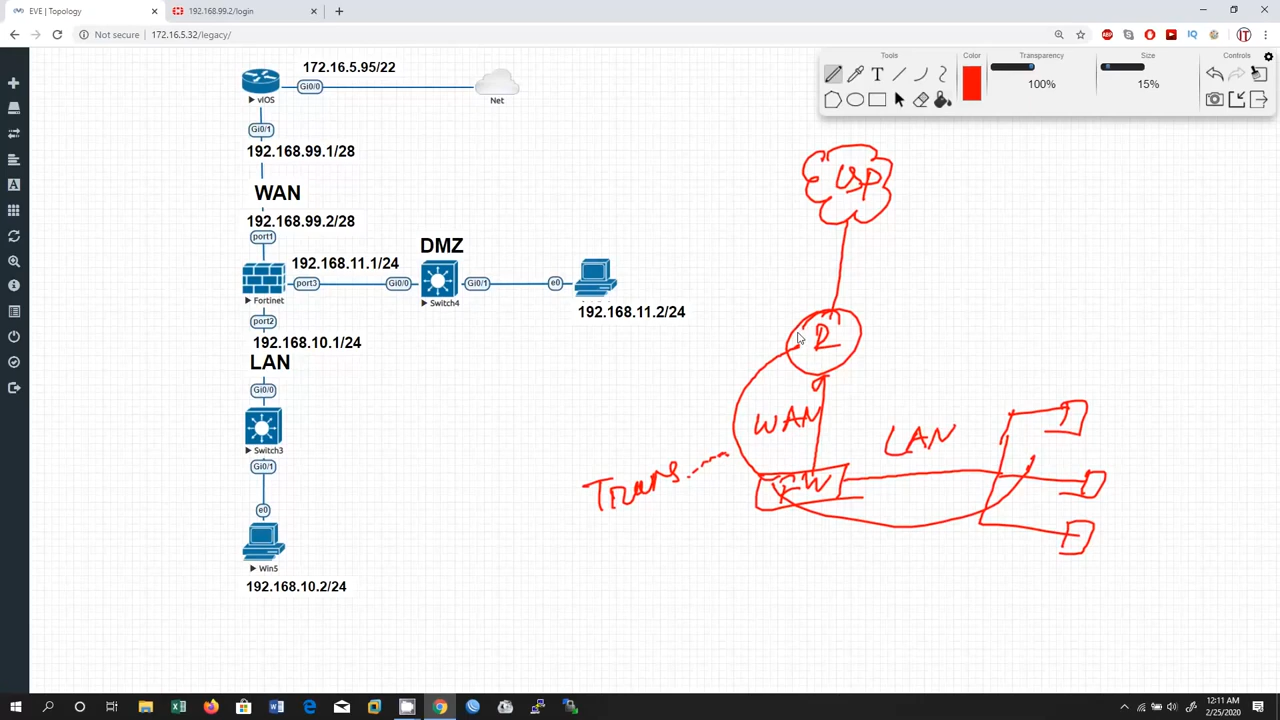 EVE | Topology
192.168.99.2/login
Not secure
172.16.5.32/legacy/
ABP
IQ
IT
Tools
Color
Transparency
Size
Controls
100%
15%
T
172.16.5.95/22
Gi0/0
vIOS
Net
Gi0/1
192.168.99.1/28
WAN
192.168.99.2/28
port1
DMZ
192.168.11.1/24
port3
Gi0/0
Gi0/1
e0
Fortinet
Switch4
192.168.11.2/24
port2
192.168.10.1/24
LAN
Gi0/0
Switch3
Gi0/1
e0
Win5
192.168.10.2/24
ISP
R
WAN
LAN
Trans....
FW
12:11 AM
2/25/2020